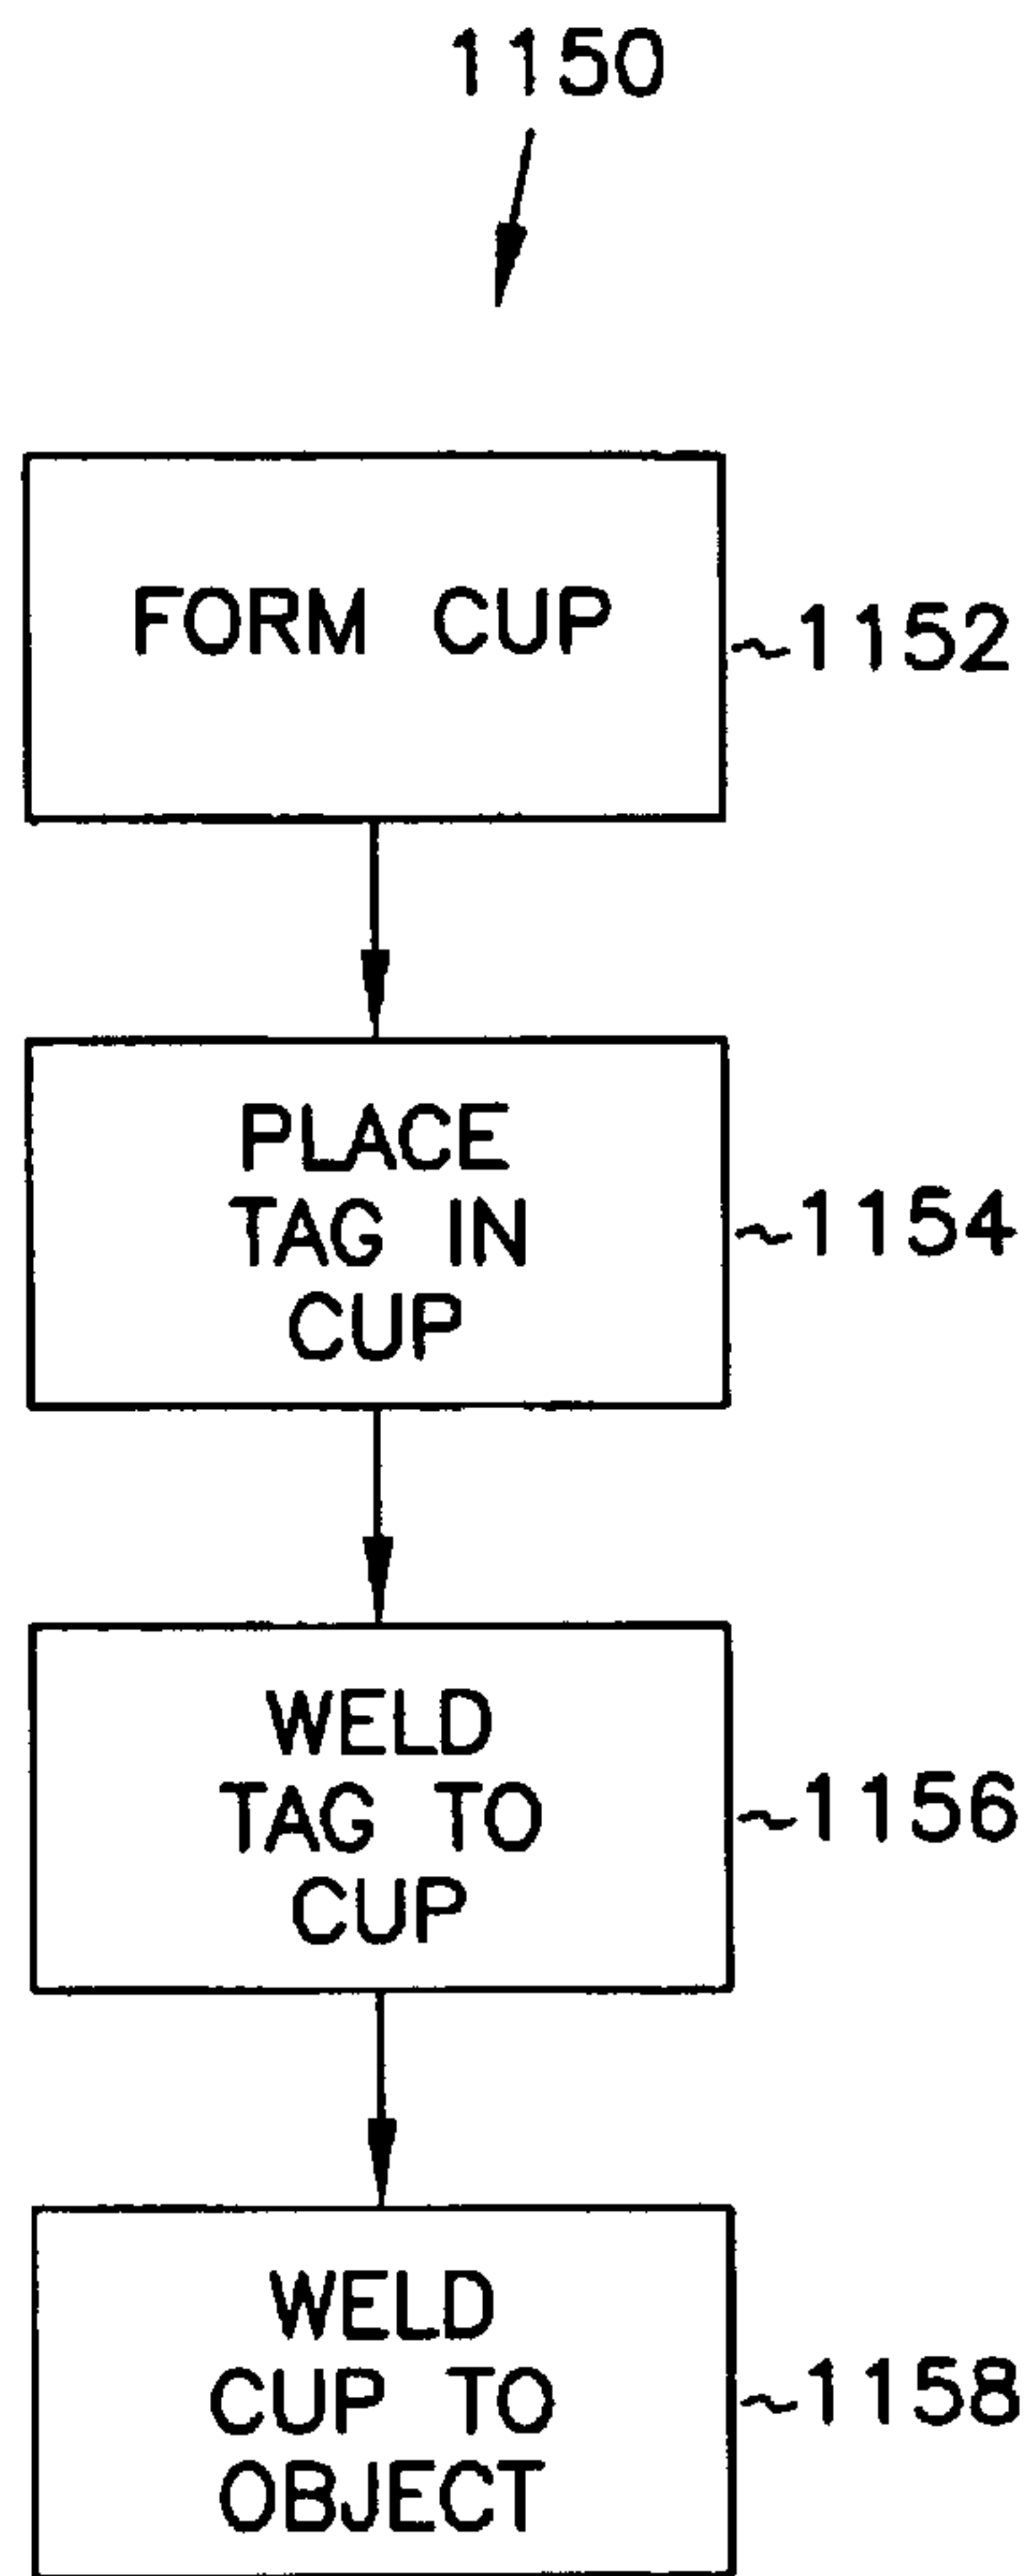 1150
FORM CUP
1152
PLACE
TAG IN
CUP
1154
WELD
TAG TO
CUP
1156
WELD
CUP TO
OBJECT
1158